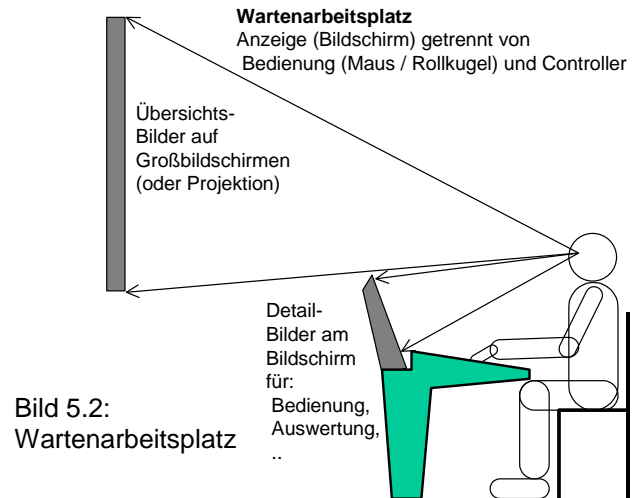 Wartenarbeitsplatz
Anzeige (Bildschirm) getrennt von
Bedienung (Maus / Rollkugel) und Controller
Übersichts-
Bilder auf
Großbildschirmen
(oder Projektion)
Detail-
Bilder am
Bildschirm
für:
Bedienung,
Auswertung,
..
Bild 5.2:
Wartenarbeitsplatz